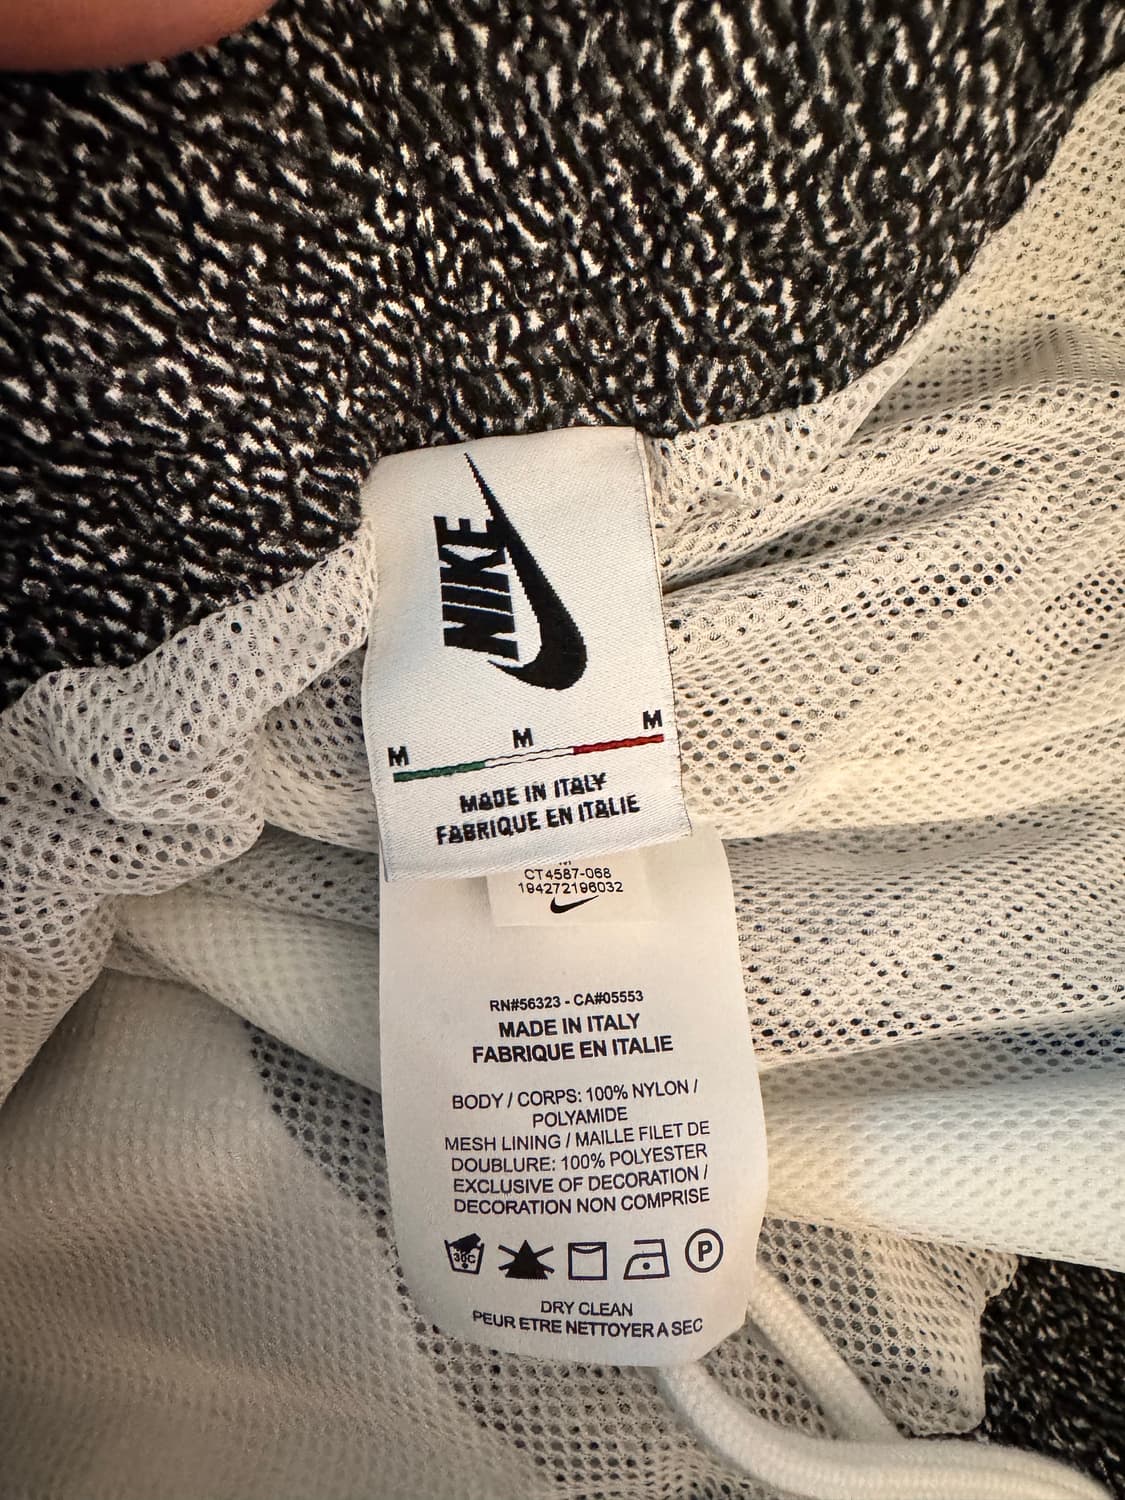 NIKE
M M M
MADE IN ITALY
FABRIQUE EN ITALIE
CT4587-068
194272196032
RN#56323 - CA#05553
MADE IN ITALY
FABRIQUE EN ITALIE
BODY / CORPS: 100% NYLON /
POLYAMIDE
MESH LINING / MAILLE FILET DE
DOUBLURE: 100% POLYESTER
EXCLUSIVE OF DECORATION /
DECORATION NON COMPRISE
30C P
DRY CLEAN
PEUR ETRE NETTOYER A SEC